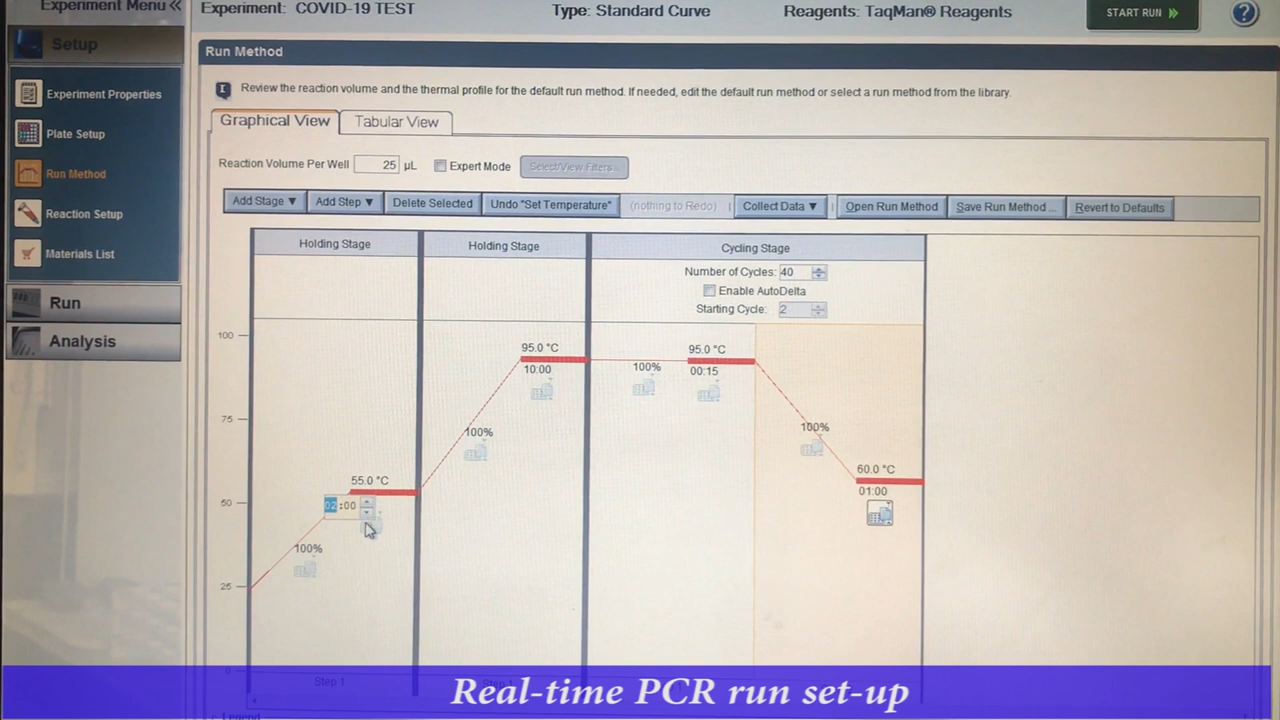 Experiment Menu «
Experiment: COVID-19 TEST
Type: Standard Curve
Reagents: TaqMan® Reagents
START RUN
?
Setup
Experiment Properties
Plate Setup
Run Method
Reaction Setup
Materials List
Run
Analysis
Run Method
Review the reaction volume and the thermal profile for the default run method. If needed, edit the default run method or select a run method from the library.
Graphical View
Tabular View
Reaction Volume Per Well 25 µL
Expert Mode
Select/View Filters...
Add Stage ▼
Add Step ▼
Delete Selected
Undo "Set Temperature"
(nothing to Redo)
Collect Data ▼
Open Run Method
Save Run Method...
Revert to Defaults
Holding Stage
Holding Stage
Cycling Stage
Number of Cycles: 40
Enable AutoDelta
Starting Cycle: 2
100
75
50
25
0
55.0 °C
02:00
100%
95.0 °C
10:00
100%
95.0 °C
00:15
100%
60.0 °C
01:00
100%
Step 1
Legend
Real-time PCR run set-up